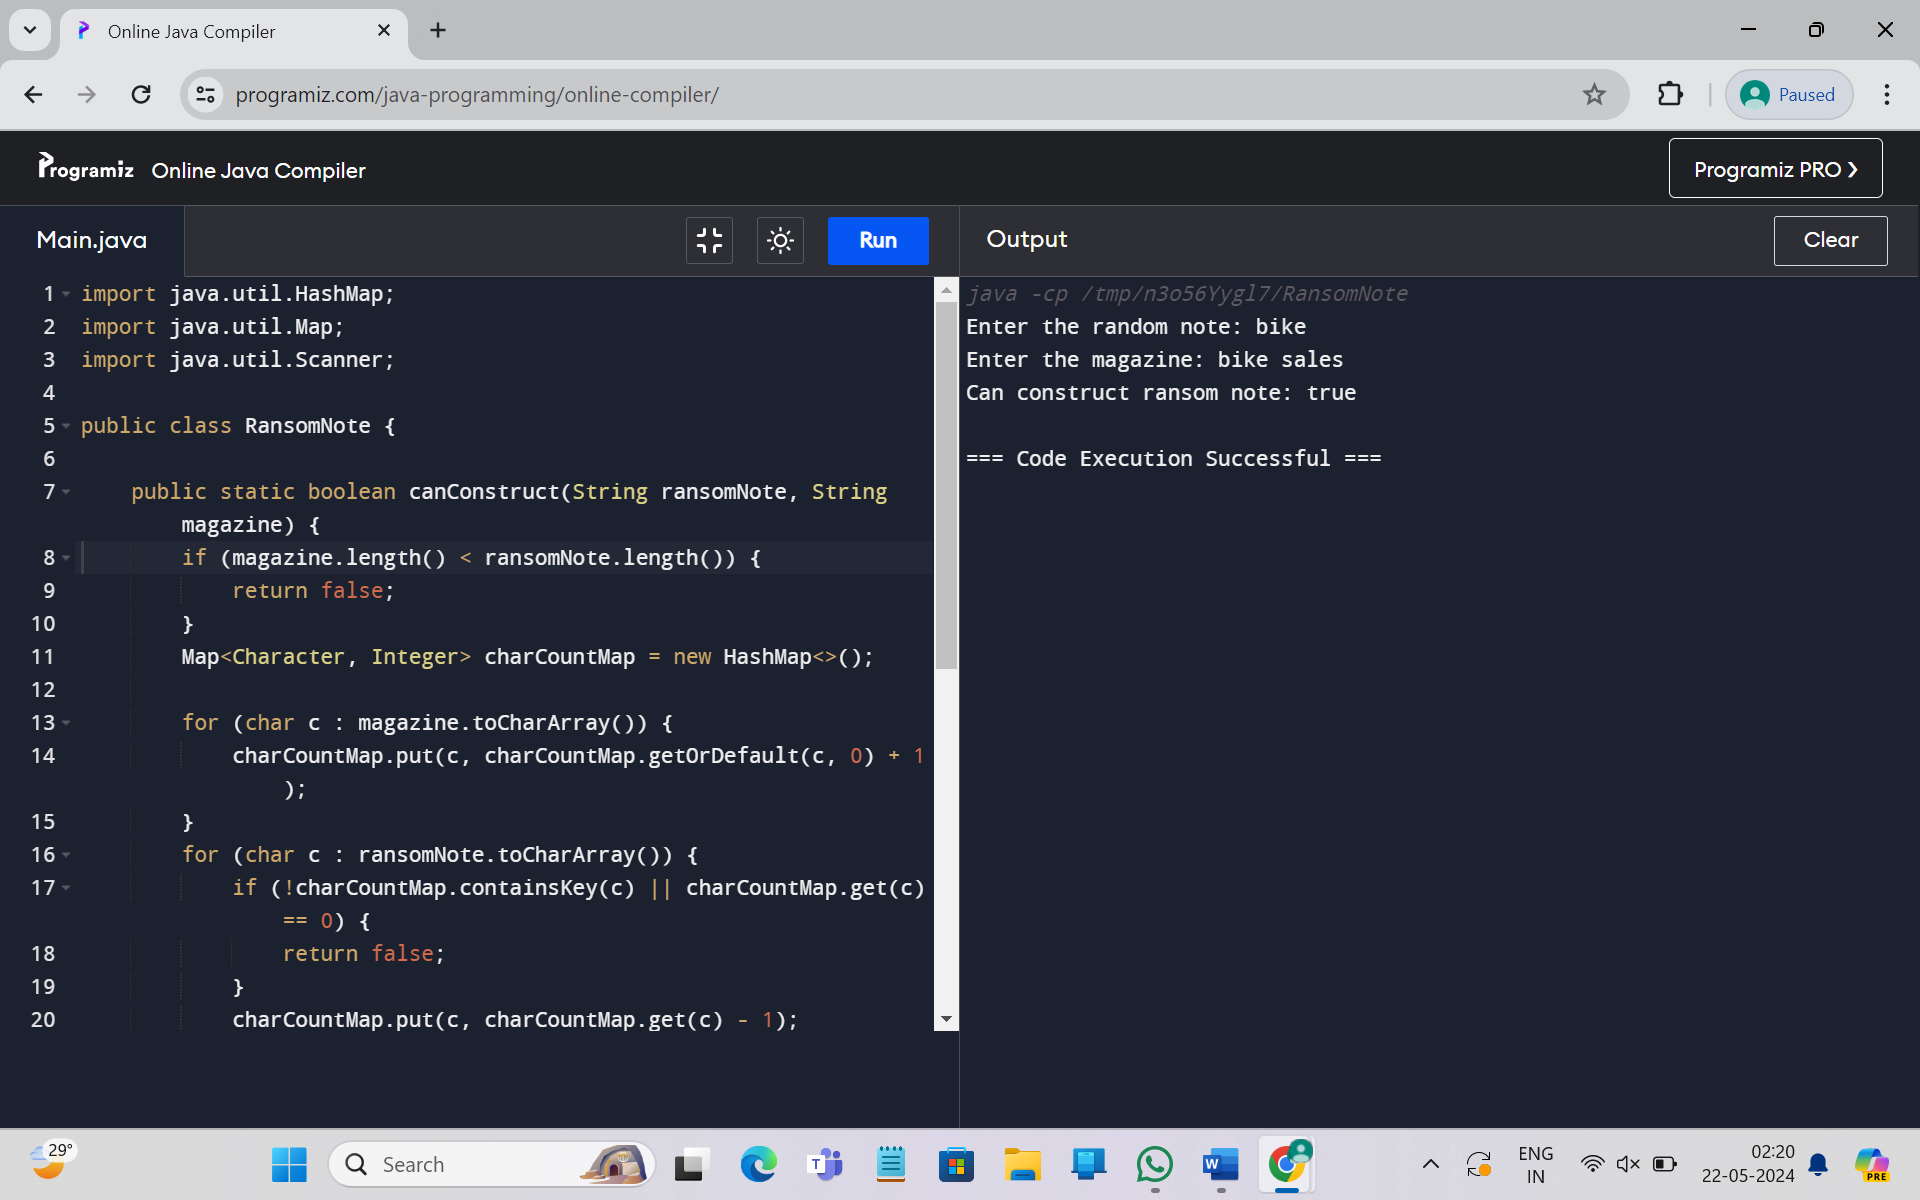 Online Java Compiler
programiz.com/java-programming/online-compiler/
Paused
Programiz Online Java Compiler
Programiz PRO ❯
Main.java
Run
Output
Clear
1 import java.util.HashMap;
2 import java.util.Map;
3 import java.util.Scanner;
4
5 public class RansomNote {
6
7 public static boolean canConstruct(String ransomNote, String
magazine) {
8 if (magazine.length() < ransomNote.length()) {
9 return false;
10 }
11 Map<Character, Integer> charCountMap = new HashMap<>();
12
13 for (char c : magazine.toCharArray()) {
14 charCountMap.put(c, charCountMap.getOrDefault(c, 0) + 1
);
15 }
16 for (char c : ransomNote.toCharArray()) {
17 if (!charCountMap.containsKey(c) || charCountMap.get(c)
== 0) {
18 return false;
19 }
20 charCountMap.put(c, charCountMap.get(c) - 1);
java -cp /tmp/n3o56Yygl7/RansomNote
Enter the random note: bike
Enter the magazine: bike sales
Can construct ransom note: true
=== Code Execution Successful ===
29°
Search
T
W
ENG
IN
02:20
22-05-2024
PRE